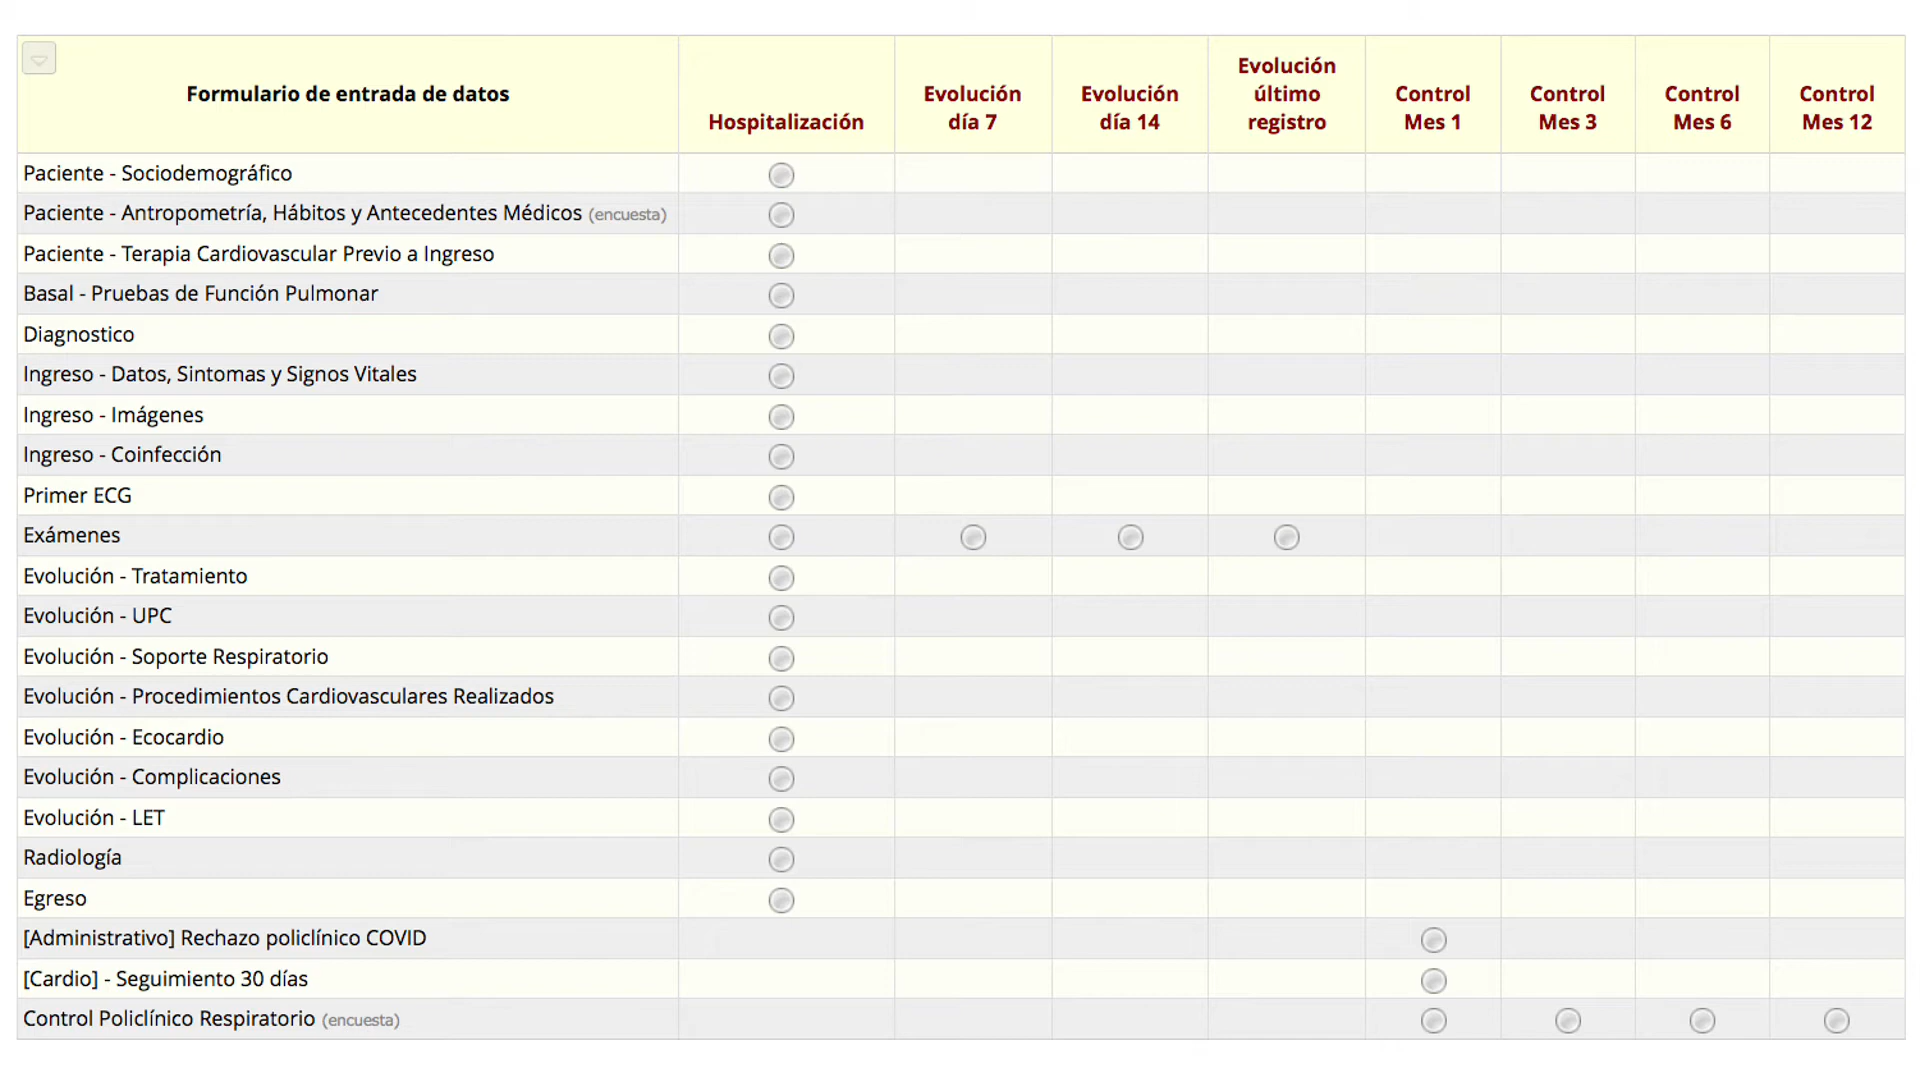 Formulario de entrada de datos
Hospitalización
Evolución
día 7
Evolución
día 14
Evolución
último
registro
Control
Mes 1
Control
Mes 3
Control
Mes 6
Control
Mes 12
Paciente - Sociodemográfico
Paciente - Antropometría, Hábitos y Antecedentes Médicos (encuesta)
Paciente - Terapia Cardiovascular Previo a Ingreso
Basal - Pruebas de Función Pulmonar
Diagnostico
Ingreso - Datos, Sintomas y Signos Vitales
Ingreso - Imágenes
Ingreso - Coinfección
Primer ECG
Exámenes
Evolución - Tratamiento
Evolución - UPC
Evolución - Soporte Respiratorio
Evolución - Procedimientos Cardiovasculares Realizados
Evolución - Ecocardio
Evolución - Complicaciones
Evolución - LET
Radiología
Egreso
[Administrativo] Rechazo policlínico COVID
[Cardio] - Seguimiento 30 días
Control Policlínico Respiratorio (encuesta)